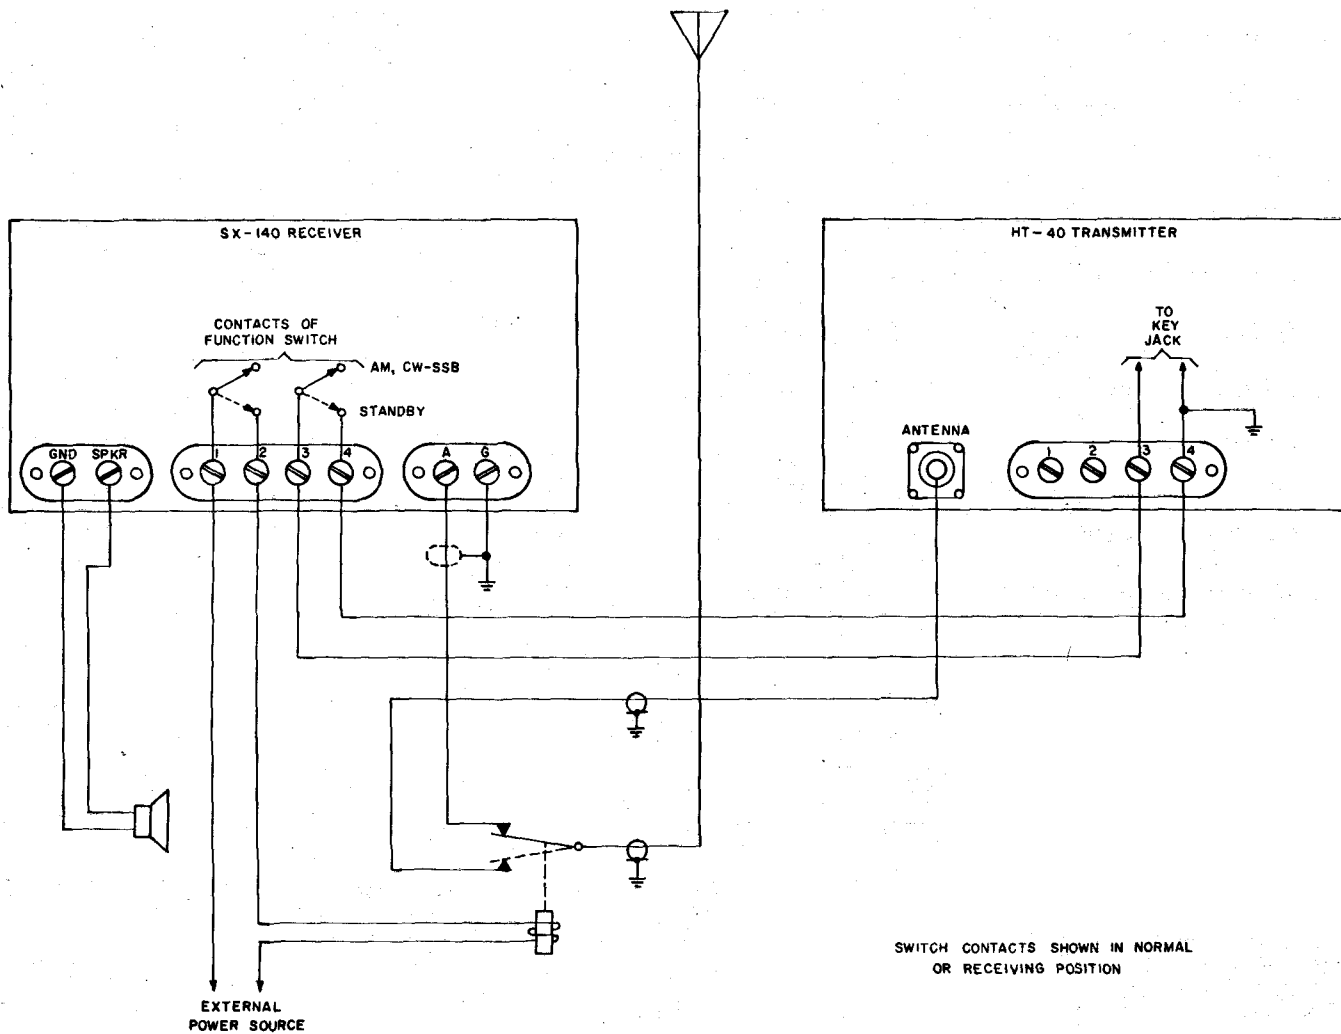 SX-140 RECEIVER
HT-40 TRANSMITTER
CONTACTS OF
FUNCTION SWITCH
AM, CW-SSB
STANDBY
TO
KEY
JACK
ANTENNA
GND SPKR
1 2 3 4
A G
1 2 3 4
SWITCH CONTACTS SHOWN IN NORMAL
OR RECEIVING POSITION
EXTERNAL
POWER SOURCE